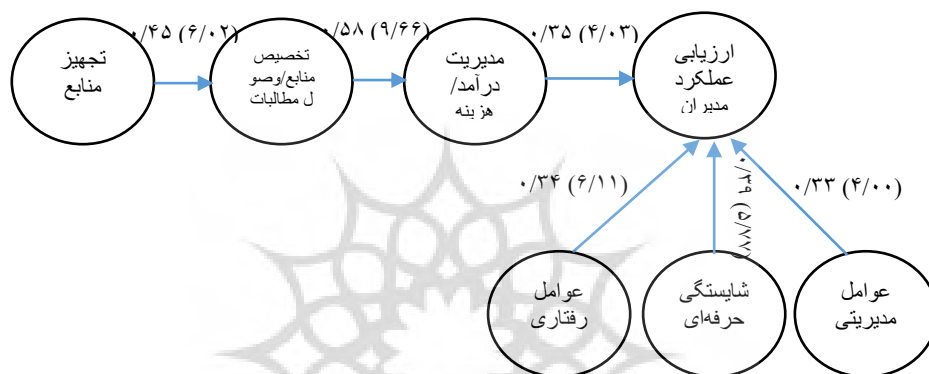 ۰/۴۵ (۶/۰۲)
۰/۵۸ (۹/۶۶)
۰/۳۵ (۴/۰۳)
تجهیز
منابع
تخصیص
منابع/وصو
ل مطالبات
مدیریت
درآمد/
هزینه
ارزیابی
عملکرد
مدیران
۰/۳۴ (۶/۱۱)
۰/۳۹ (۵/۷۷)
۰/۳۳ (۴/۰۰)
عوامل
رفتاری
شایستگی
حرفه‌ای
عوامل
مدیریتی